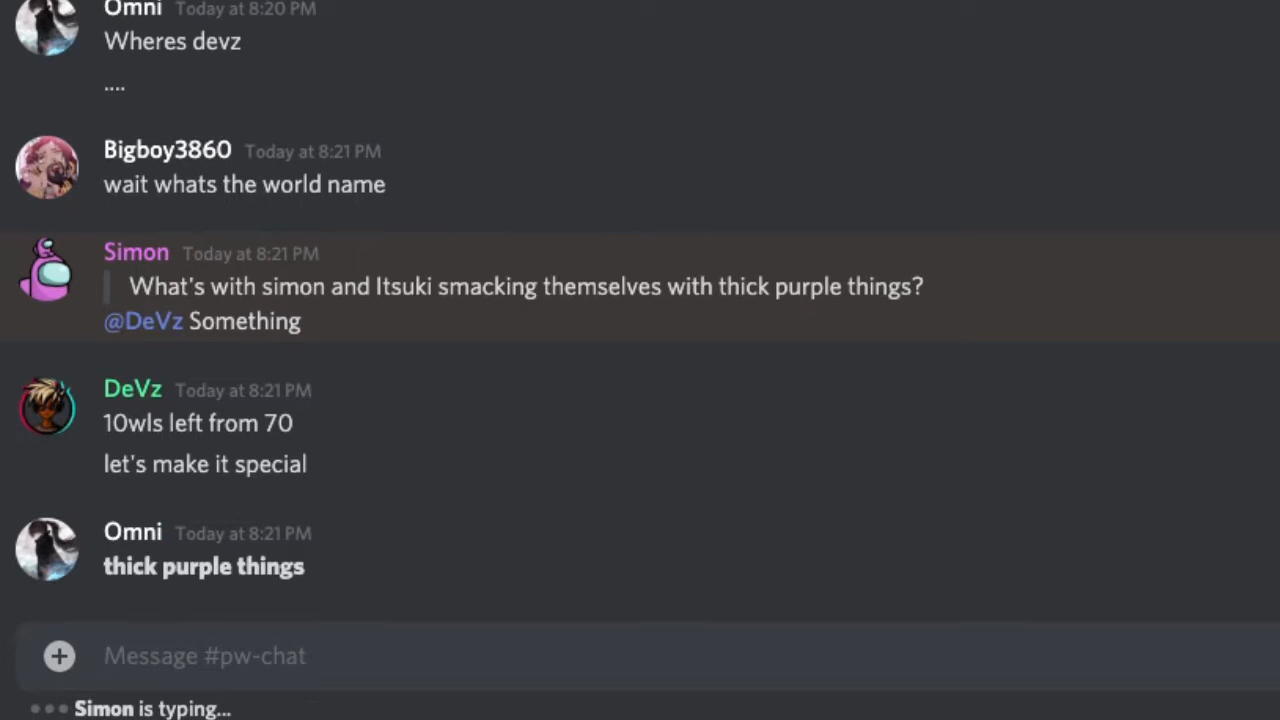 Omni Today at 8:20 PM
Wheres devz
....
Bigboy3860 Today at 8:21 PM
wait whats the world name
Simon Today at 8:21 PM
What's with simon and Itsuki smacking themselves with thick purple things?
@DeVz Something
DeVz Today at 8:21 PM
10wls left from 70
let's make it special
Omni Today at 8:21 PM
thick purple things
Message #pw-chat
Simon is typing...